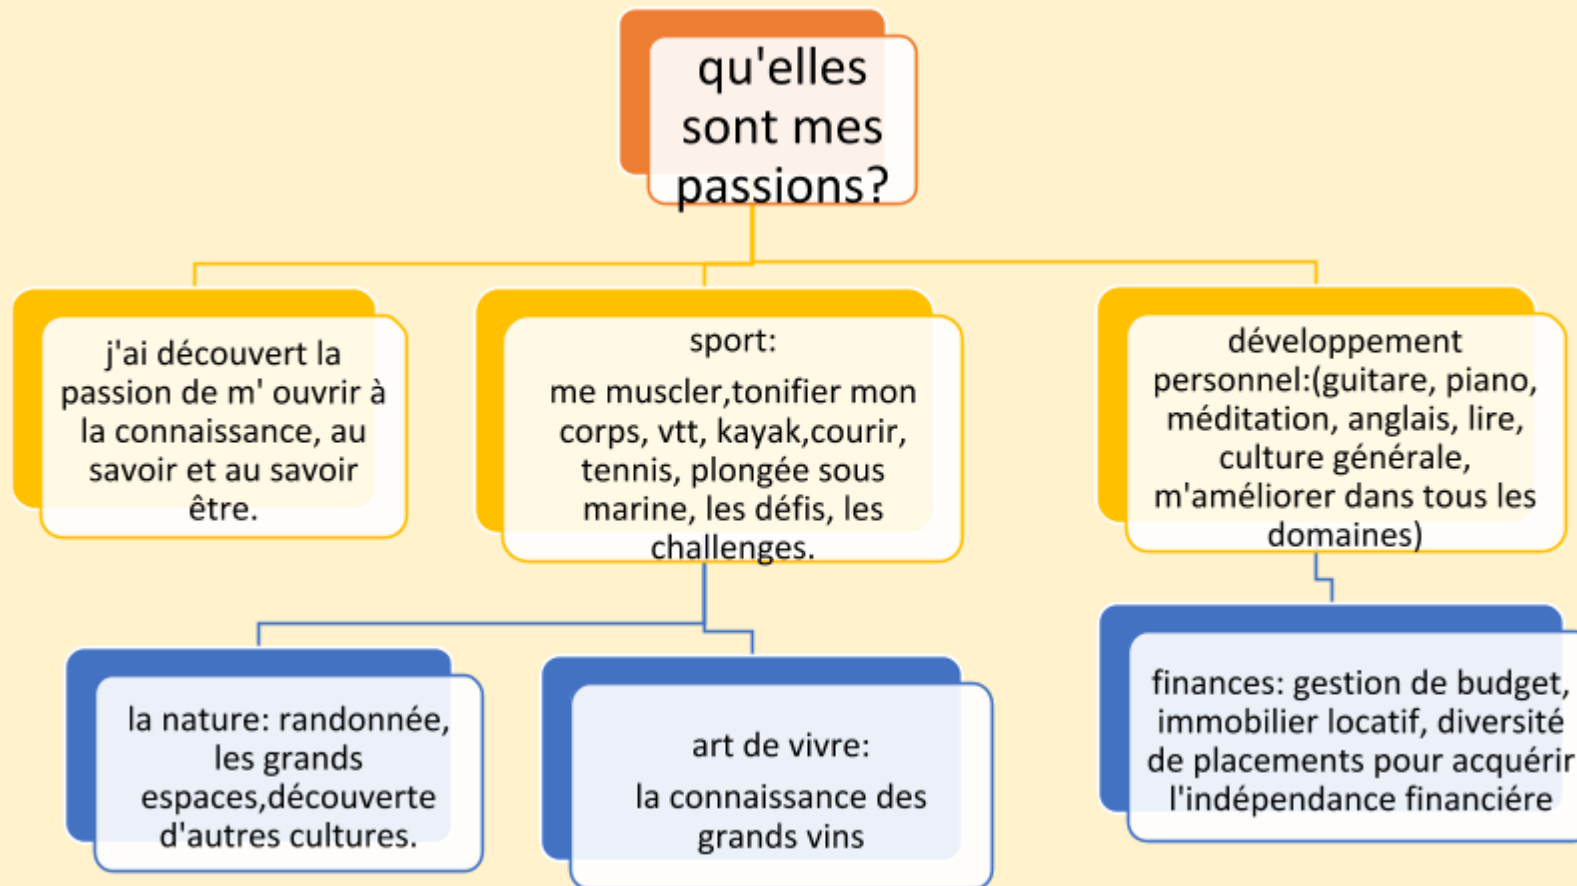 qu'elles
sont mes
passions?
j'ai découvert la
passion de m' ouvrir à
la connaissance, au
savoir et au savoir
être.
sport:
me muscler,tonifier mon
corps, vtt, kayak,courir,
tennis, plongée sous
marine, les défis, les
challenges.
développement
personnel:(guitare, piano,
méditation, anglais, lire,
culture générale,
m'améliorer dans tous les
domaines)
la nature: randonnée,
les grands
espaces,découverte
d'autres cultures.
art de vivre:
la connaissance des
grands vins
finances: gestion de budget,
immobilier locatif, diversité
de placements pour acquérir
l'indépendance financiére